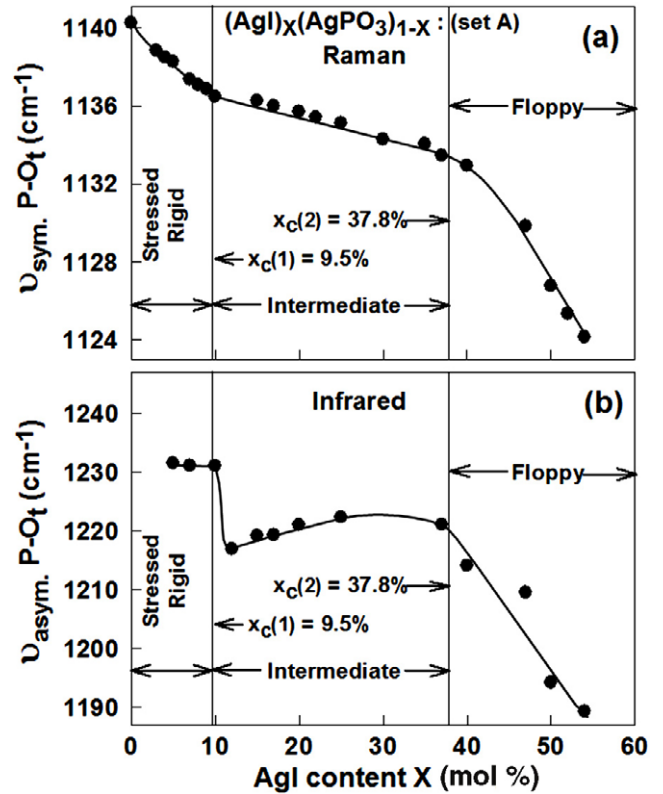 (AgI)X(AgPO3)1-X : (set A)
(a)
Raman
Floppy
Stressed
Rigid
xC(2) = 37.8%
xC(1) = 9.5%
Intermediate
1140
1136
1132
1128
1124
υsym. P-Ot (cm-1)
(b)
Infrared
Floppy
Stressed
Rigid
xC(2) = 37.8%
xC(1) = 9.5%
Intermediate
1240
1230
1220
1210
1200
1190
υasym. P-Ot (cm-1)
0 10 20 30 40 50 60
AgI content X (mol %)